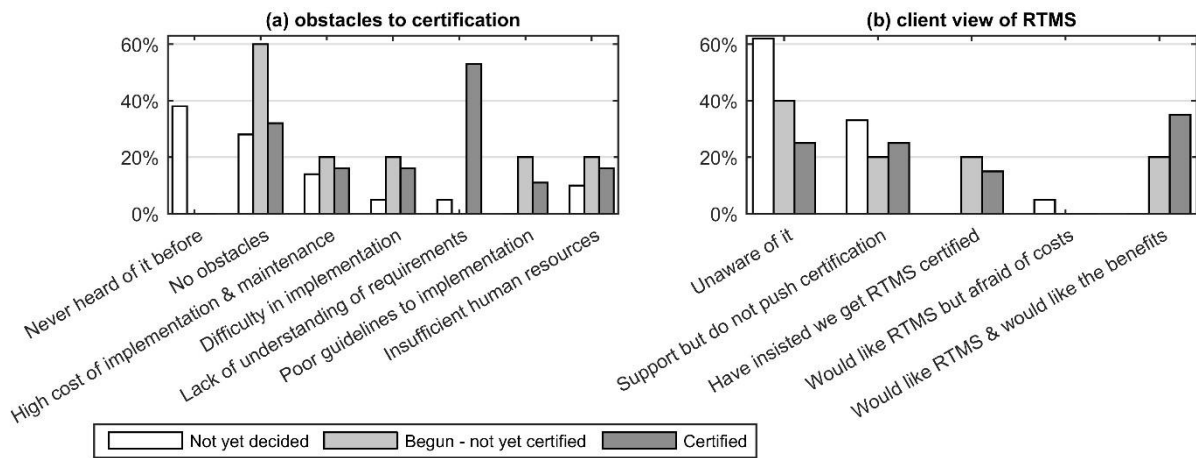 (a) obstacles to certification
60%
40%
20%
0%
Never heard of it before
No obstacles
High cost of implementation & maintenance
Difficulty in implementation
Lack of understanding of requirements
Poor guidelines to implementation
Insufficient human resources
(b) client view of RTMS
60%
40%
20%
0%
Unaware of it
Support but do not push certification
Have insisted we get RTMS certified
Would like RTMS but afraid of costs
Would like RTMS & would like the benefits
Not yet decided
Begun - not yet certified
Certified